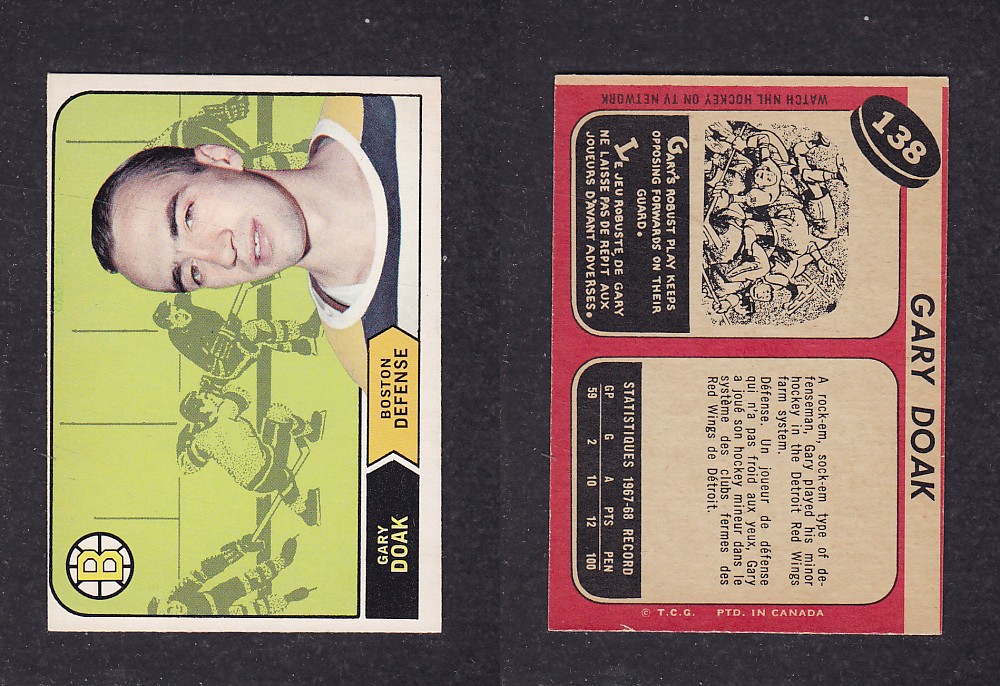 B
BOSTON
DEFENSE
GARY
DOAK
138
GARY DOAK
WATCH NHL HOCKEY ON TV NETWORK
GARY'S ROBUST PLAY KEEPS
OPPOSING FORWARDS ON THEIR
GUARD.
LE JEU ROBUSTE DE GARY
NE LAISSE PAS DE RÉPIT AUX
JOUEURS D'AVANT ADVERSES.
A rock-em, sock-em type of de-
fenseman, Gary played his minor
hockey in the Detroit Red Wings
farm system.
Défense. Un joueur de défense
qui n'a pas froid aux yeux, Gary
a joué son hockey mineur dans le
système des clubs fermes des
Red Wings de Détroit.
STATISTIQUES 1967-68 RECORD
GP G A PTS PEN
59 2 10 12 100
© T.C.G. PTD. IN CANADA